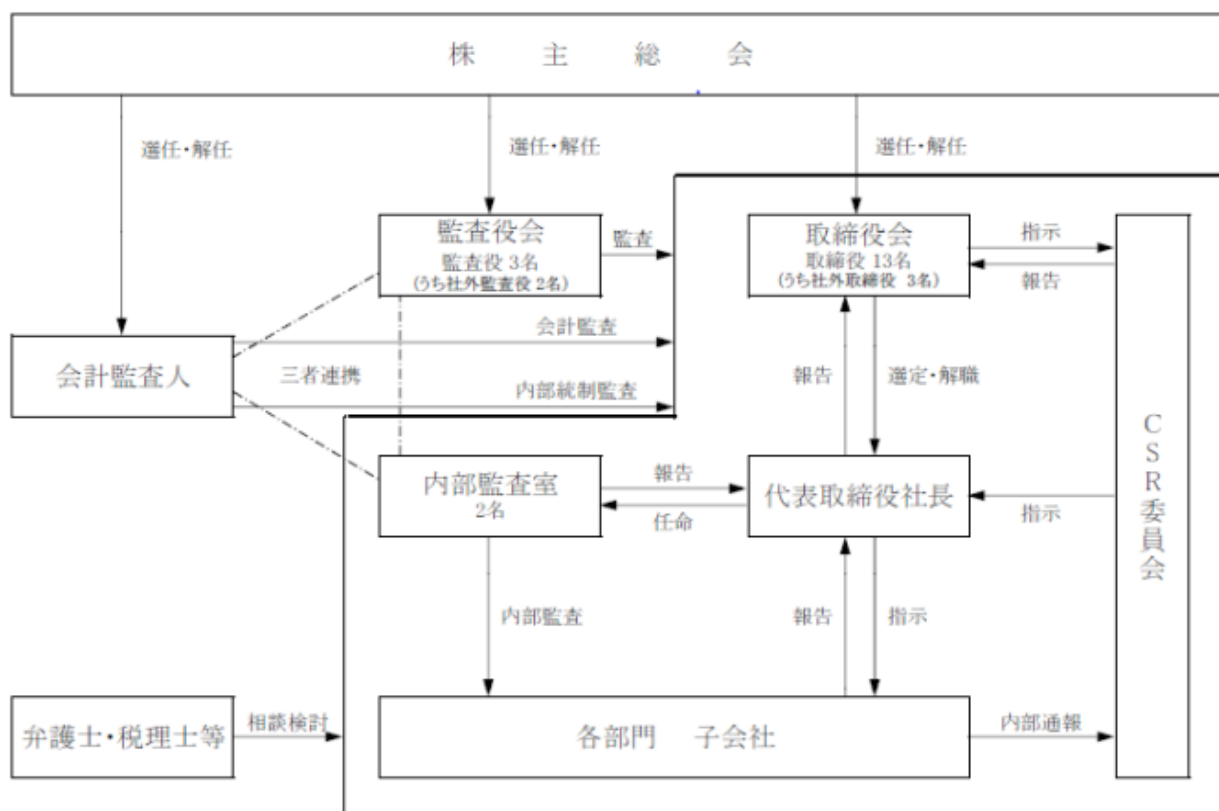 株主総会
選任・解任
選任・解任
選任・解任
監査役会
監査役 3名
(うち社外監査役 2名)
監査
取締役会
取締役 13名
(うち社外取締役 3名)
指示
報告
会計監査人
会計監査
三者連携
内部統制監査
報告
選定・解職
内部監査室
2名
報告
任命
代表取締役社長
指示
CSR委員会
内部監査
報告
指示
弁護士・税理士等
相談検討
各部門 子会社
内部通報